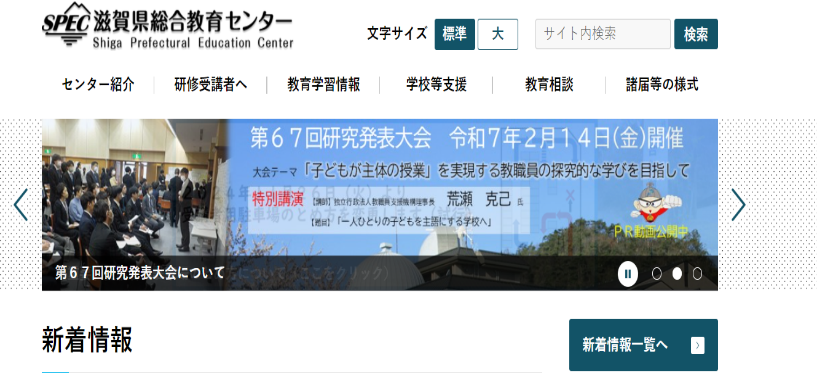 SPEC 滋賀県総合教育センター
Shiga Prefectural Education Center
文字サイズ 標準 大 サイト内検索 検索
センター紹介 研修受講者へ 教育学習情報 学校等支援 教育相談 諸届等の様式
第67回研究発表大会 令和7年2月14日(金)開催
大会テーマ「子どもが主体の授業」を実現する教職員の探究的な学びを目指して
特別講演 【講師】独立行政法人教職員支援機構理事長 荒瀬 克己 氏
【演題】「一人ひとりの子どもを主語にする学校へ」
PR動画公開中
第67回研究発表大会について
新着情報
新着情報一覧へ